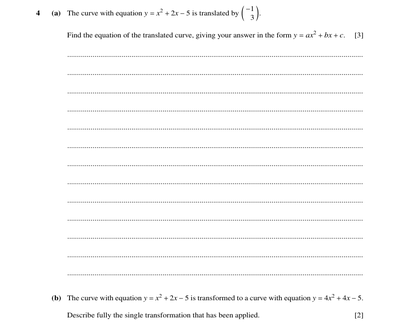 4 (a) The curve with equation y = x² + 2x − 5 is translated by (−1 3).
Find the equation of the translated curve, giving your answer in the form y = ax² + bx + c. [3]
(b) The curve with equation y = x² + 2x − 5 is transformed to a curve with equation y = 4x² + 4x − 5.
Describe fully the single transformation that has been applied. [2]